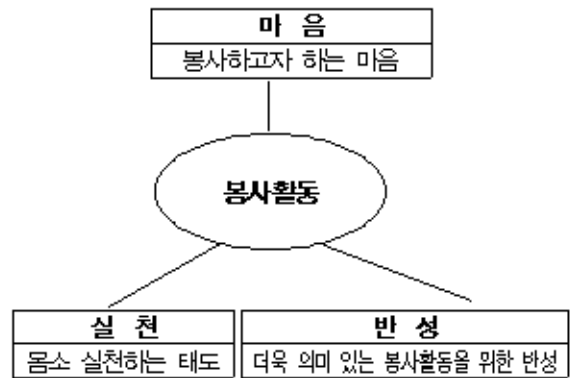 마 음
봉사하고자 하는 마음
봉사활동
실 천
몸소 실천하는 태도
반 성
더욱 의미 있는 봉사활동을 위한 반성